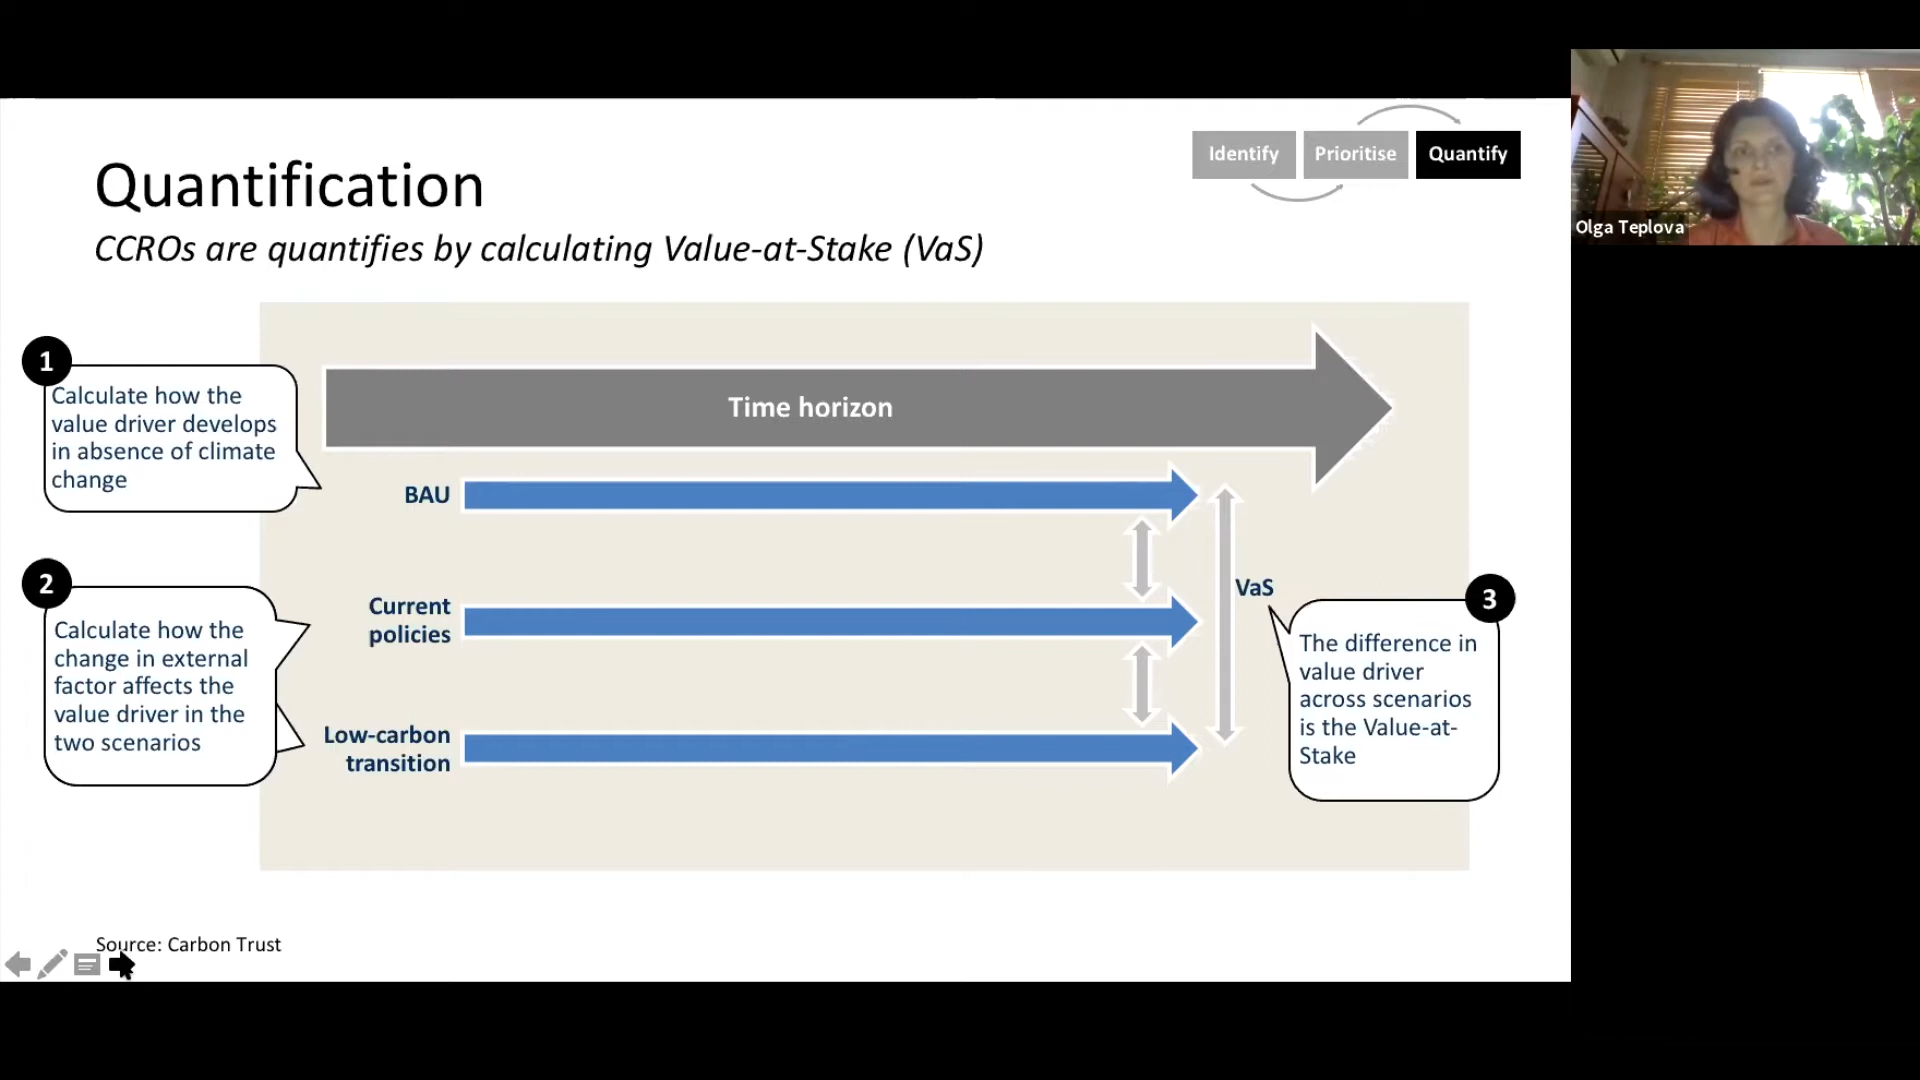 Identify
Prioritise
Quantify
Quantification
CCROs are quantifies by calculating Value-at-Stake (VaS)
Olga Teplova
1
Calculate how the
value driver develops
in absence of climate
change
Time horizon
BAU
2
Calculate how the
change in external
factor affects the
value driver in the
two scenarios
Current
policies
Low-carbon
transition
VaS
3
The difference in
value driver
across scenarios
is the Value-at-
Stake
Source: Carbon Trust